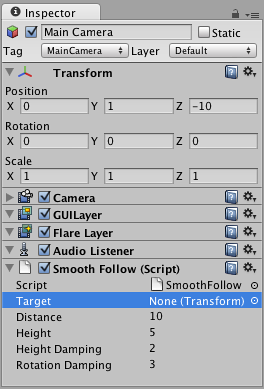 Inspector
Main Camera Static
Tag MainCamera Layer Default
Transform
Position
X 0 Y 1 Z -10
Rotation
X 0 Y 0 Z 0
Scale
X 1 Y 1 Z 1
Camera
GUILayer
Flare Layer
Audio Listener
Smooth Follow (Script)
Script SmoothFollow
Target None (Transform)
Distance 10
Height 5
Height Damping 2
Rotation Damping 3